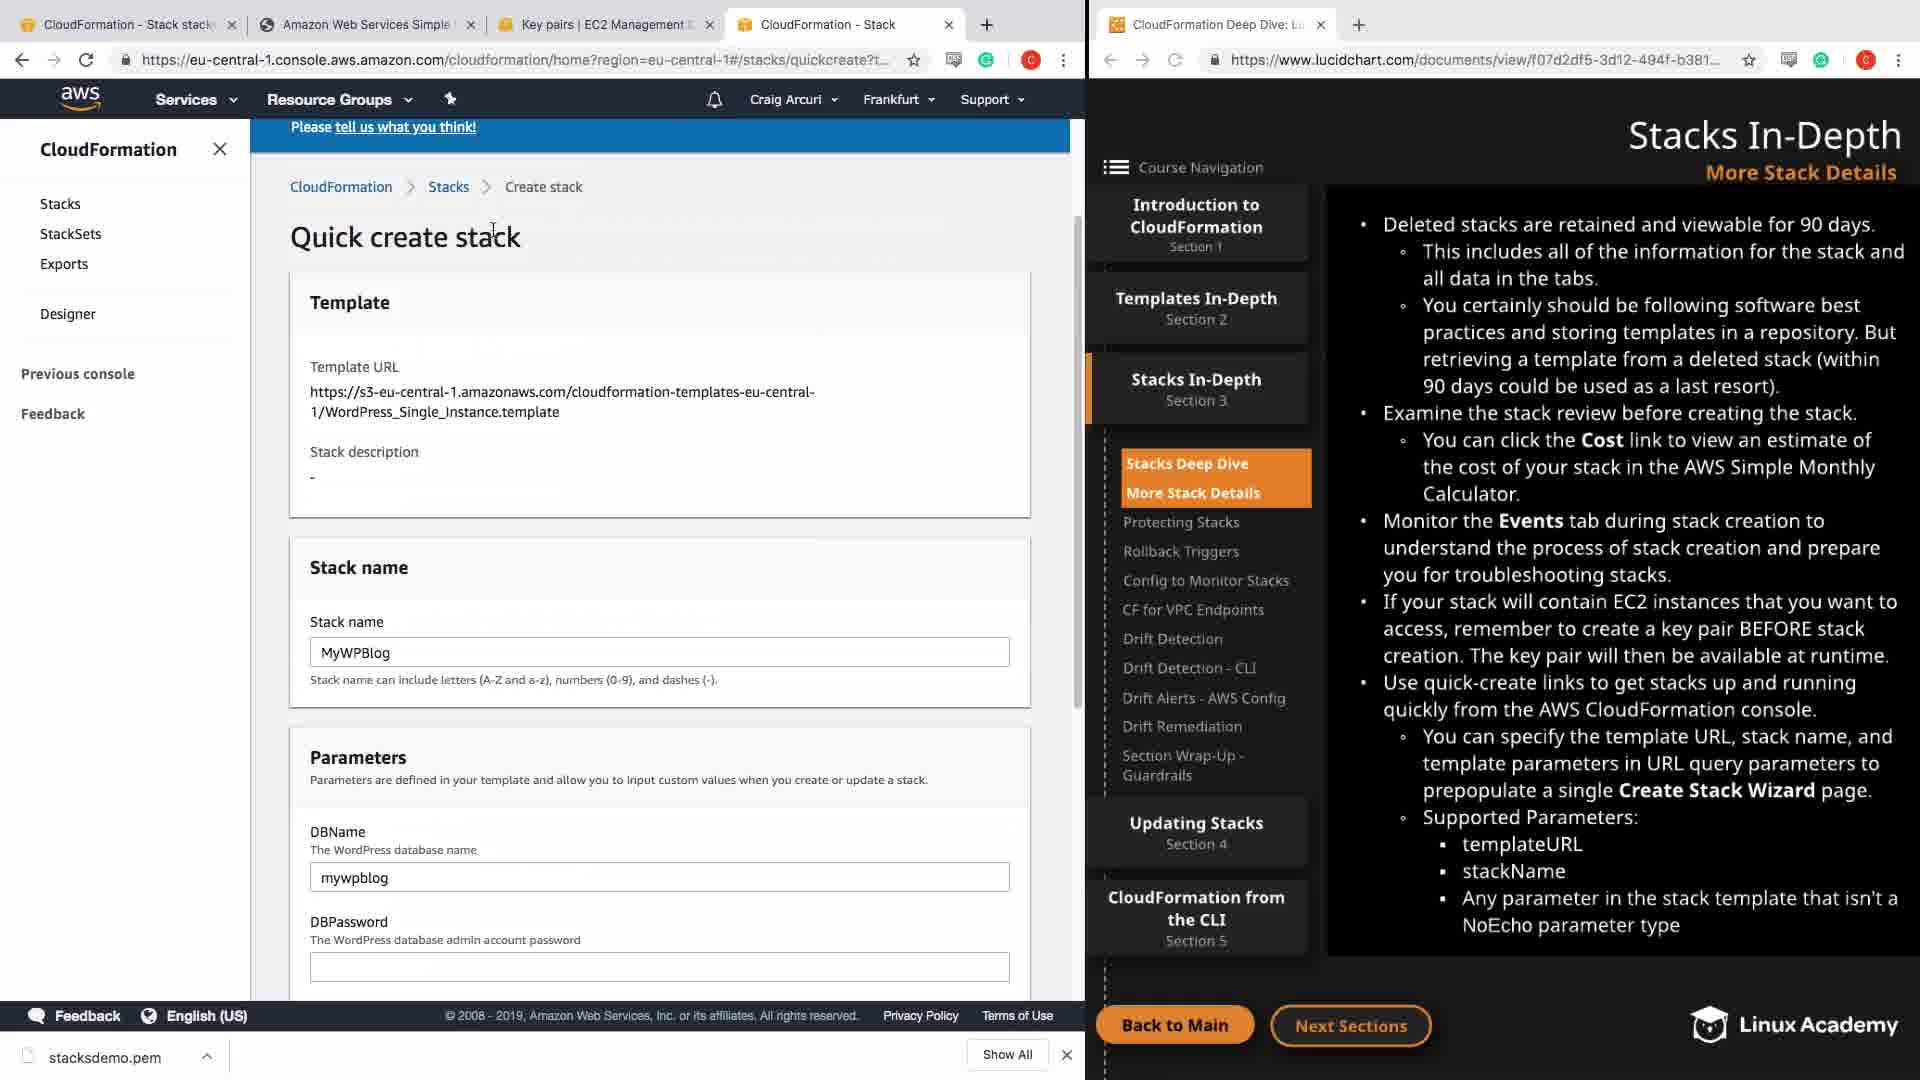 CloudFormation - Stack stack
Amazon Web Services Simple
Key pairs | EC2 Management
CloudFormation - Stack
https://eu-central-1.console.aws.amazon.com/cloudformation/home?region=eu-central-1#/stacks/quickcreate?t...
C
aws
Services
Resource Groups
Craig Arcuri
Frankfurt
Support
CloudFormation
Stacks
StackSets
Exports
Designer
Previous console
Feedback
Please tell us what you think!
CloudFormation > Stacks > Create stack
Quick create stack
Template
Template URL
https://s3-eu-central-1.amazonaws.com/cloudformation-templates-eu-central-
1/WordPress_Single_Instance.template
Stack description
-
Stack name
Stack name
MyWPBlog
Stack name can include letters (A-Z and a-z), numbers (0-9), and dashes (-).
Parameters
Parameters are defined in your template and allow you to input custom values when you create or update a stack.
DBName
The WordPress database name
mywpblog
DBPassword
The WordPress database admin account password
Feedback
English (US)
© 2008 - 2019, Amazon Web Services, Inc. or its affiliates. All rights reserved.
Privacy Policy
Terms of Use
stacksdemo.pem
Show All
CloudFormation Deep Dive: Lu
https://www.lucidchart.com/documents/view/f07d2df5-3d12-494f-b381...
C
Stacks In-Depth
More Stack Details
Course Navigation
Introduction to
CloudFormation
Section 1
Templates In-Depth
Section 2
Stacks In-Depth
Section 3
Stacks Deep Dive
More Stack Details
Protecting Stacks
Rollback Triggers
Config to Monitor Stacks
CF for VPC Endpoints
Drift Detection
Drift Detection - CLI
Drift Alerts - AWS Config
Drift Remediation
Section Wrap-Up -
Guardrails
Updating Stacks
Section 4
CloudFormation from
the CLI
Section 5
• Deleted stacks are retained and viewable for 90 days.
◦ This includes all of the information for the stack and
all data in the tabs.
◦ You certainly should be following software best
practices and storing templates in a repository. But
retrieving a template from a deleted stack (within
90 days could be used as a last resort).
• Examine the stack review before creating the stack.
◦ You can click the Cost link to view an estimate of
the cost of your stack in the AWS Simple Monthly
Calculator.
• Monitor the Events tab during stack creation to
understand the process of stack creation and prepare
you for troubleshooting stacks.
• If your stack will contain EC2 instances that you want to
access, remember to create a key pair BEFORE stack
creation. The key pair will then be available at runtime.
• Use quick-create links to get stacks up and running
quickly from the AWS CloudFormation console.
◦ You can specify the template URL, stack name, and
template parameters in URL query parameters to
prepopulate a single Create Stack Wizard page.
◦ Supported Parameters:
▪ templateURL
▪ stackName
▪ Any parameter in the stack template that isn't a
NoEcho parameter type
Back to Main
Next Sections
Linux Academy